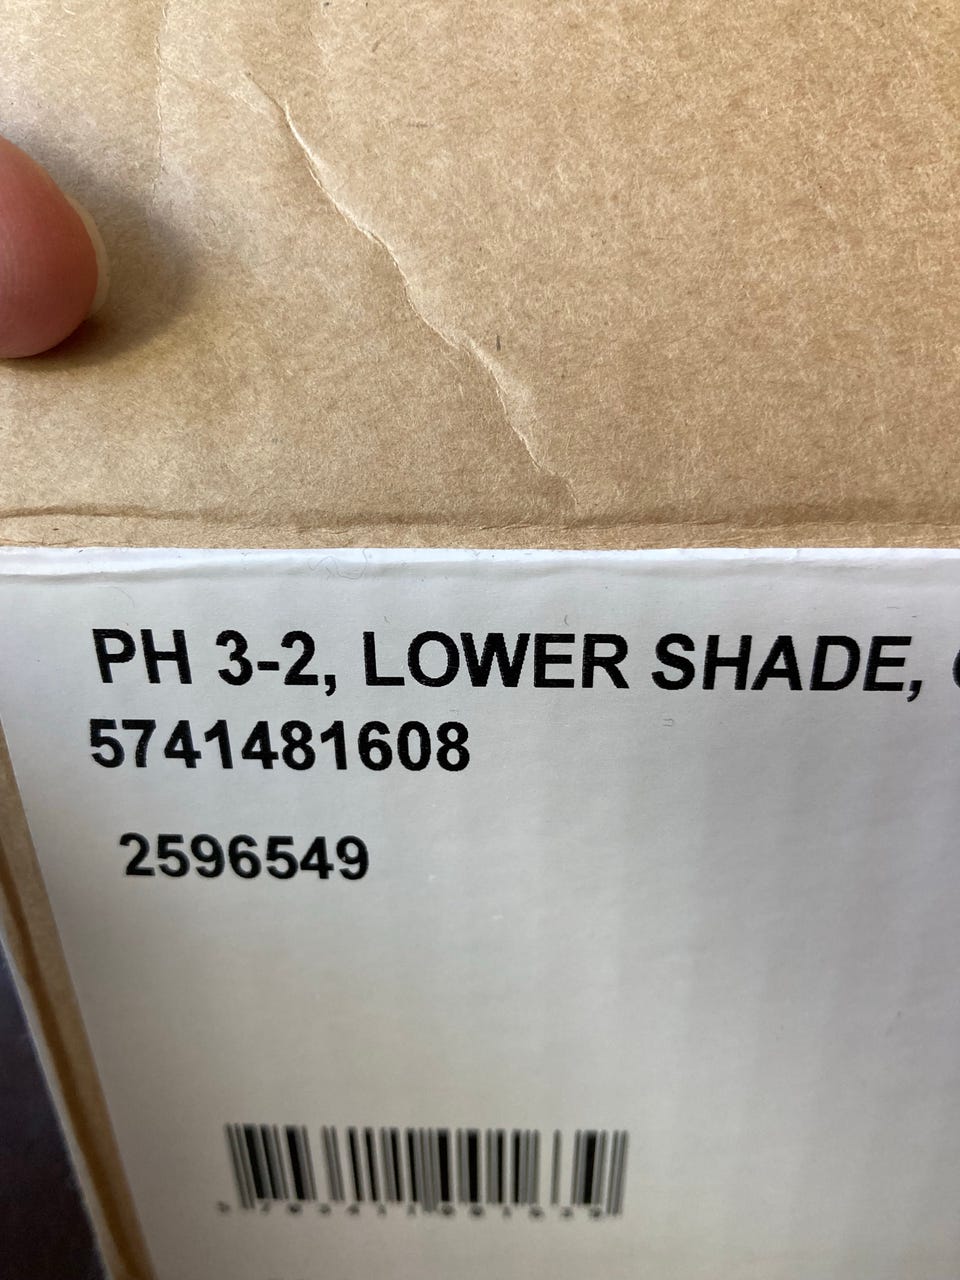 PH 3-2, LOWER SHADE,
5741481608
2596549